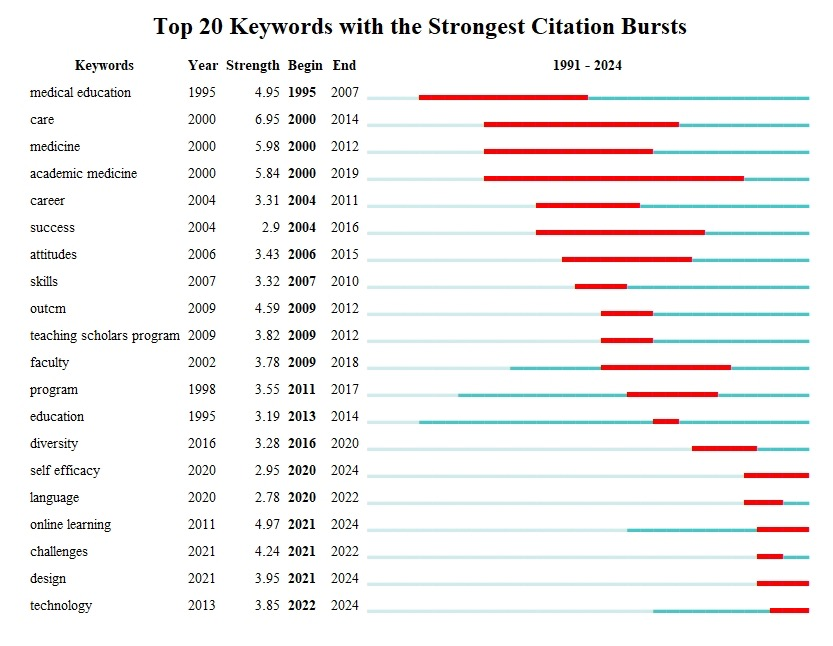 Top 20 Keywords with the Strongest Citation Bursts
Keywords Year Strength Begin End 1991 - 2024
medical education 1995 4.95 1995 2007
care 2000 6.95 2000 2014
medicine 2000 5.98 2000 2012
academic medicine 2000 5.84 2000 2019
career 2004 3.31 2004 2011
success 2004 2.9 2004 2016
attitudes 2006 3.43 2006 2015
skills 2007 3.32 2007 2010
outcm 2009 4.59 2009 2012
teaching scholars program 2009 3.82 2009 2012
faculty 2002 3.78 2009 2018
program 1998 3.55 2011 2017
education 1995 3.19 2013 2014
diversity 2016 3.28 2016 2020
self efficacy 2020 2.95 2020 2024
language 2020 2.78 2020 2022
online learning 2011 4.97 2021 2024
challenges 2021 4.24 2021 2022
design 2021 3.95 2021 2024
technology 2013 3.85 2022 2024